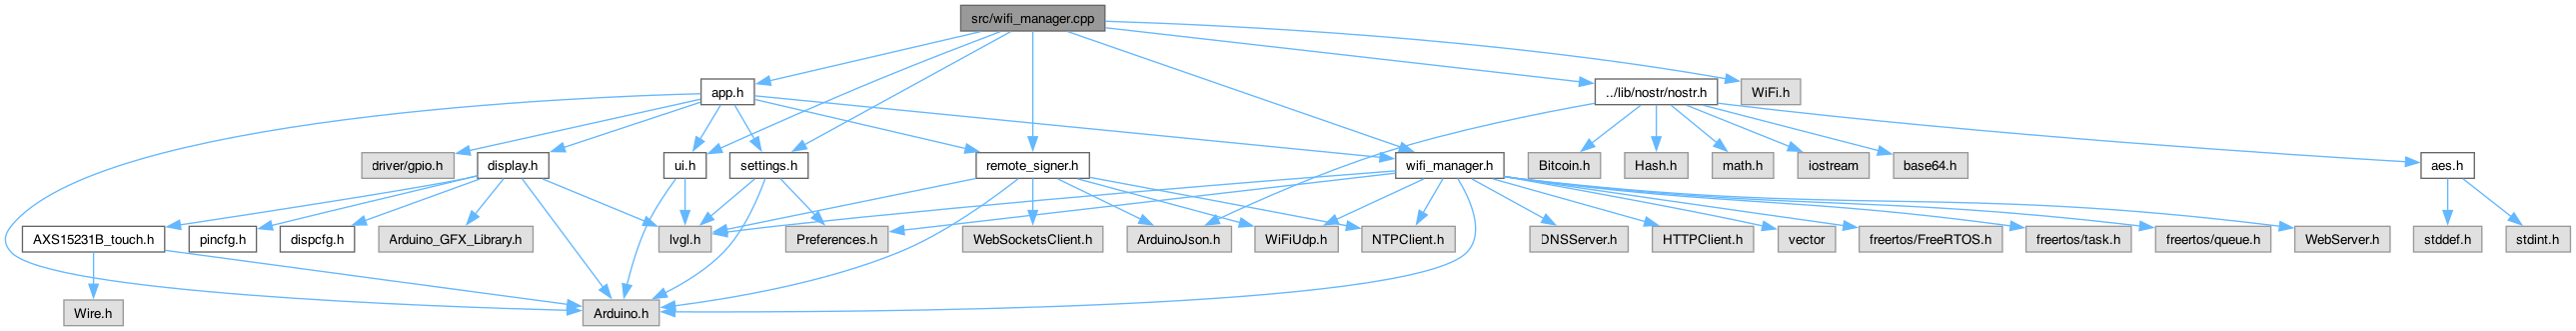 src/wifi_manager.cpp
app.h
../lib/nostr/nostr.h
WiFi.h
driver/gpio.h
display.h
ui.h
settings.h
remote_signer.h
wifi_manager.h
Bitcoin.h
Hash.h
math.h
iostream
base64.h
aes.h
AXS15231B_touch.h
pincfg.h
dispcfg.h
Arduino_GFX_Library.h
lvgl.h
Preferences.h
WebSocketsClient.h
ArduinoJson.h
WiFiUdp.h
NTPClient.h
DNSServer.h
HTTPClient.h
vector
freertos/FreeRTOS.h
freertos/task.h
freertos/queue.h
WebServer.h
stddef.h
stdint.h
Wire.h
Arduino.h